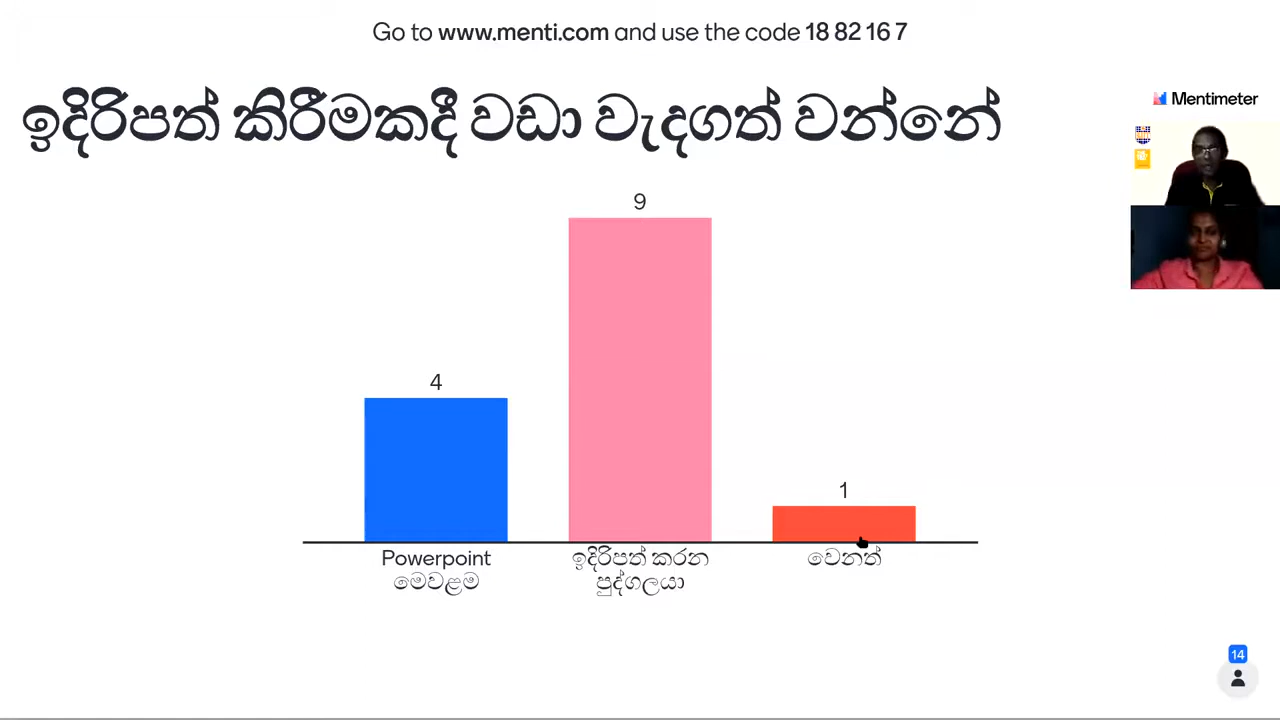 Go to www.menti.com and use the code 18 82 16 7
ඉදිරිපත් කිරීමකදී වඩා වැදගත් වන්නේ
Mentimeter
9
4
1
Powerpoint
මෙවළම
ඉදිරිපත් කරන
පුද්ගලයා
වෙනත්
14